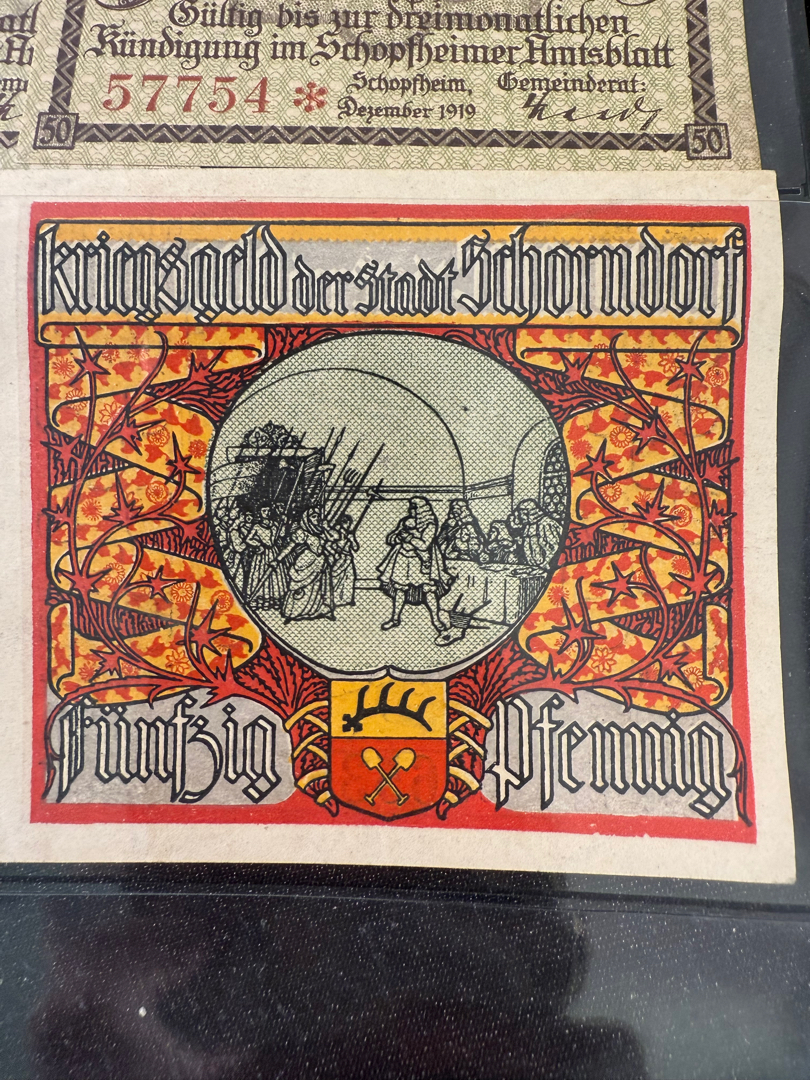 Gültig bis zur dreimonatlichen
Kündigung im Schopfheimer Amtsblatt
57754 * Schopfheim, Gemeinderat:
Dezember 1919
50 50
Kriegsgeld der Stadt Schorndorf
Fünfzig Pfennig